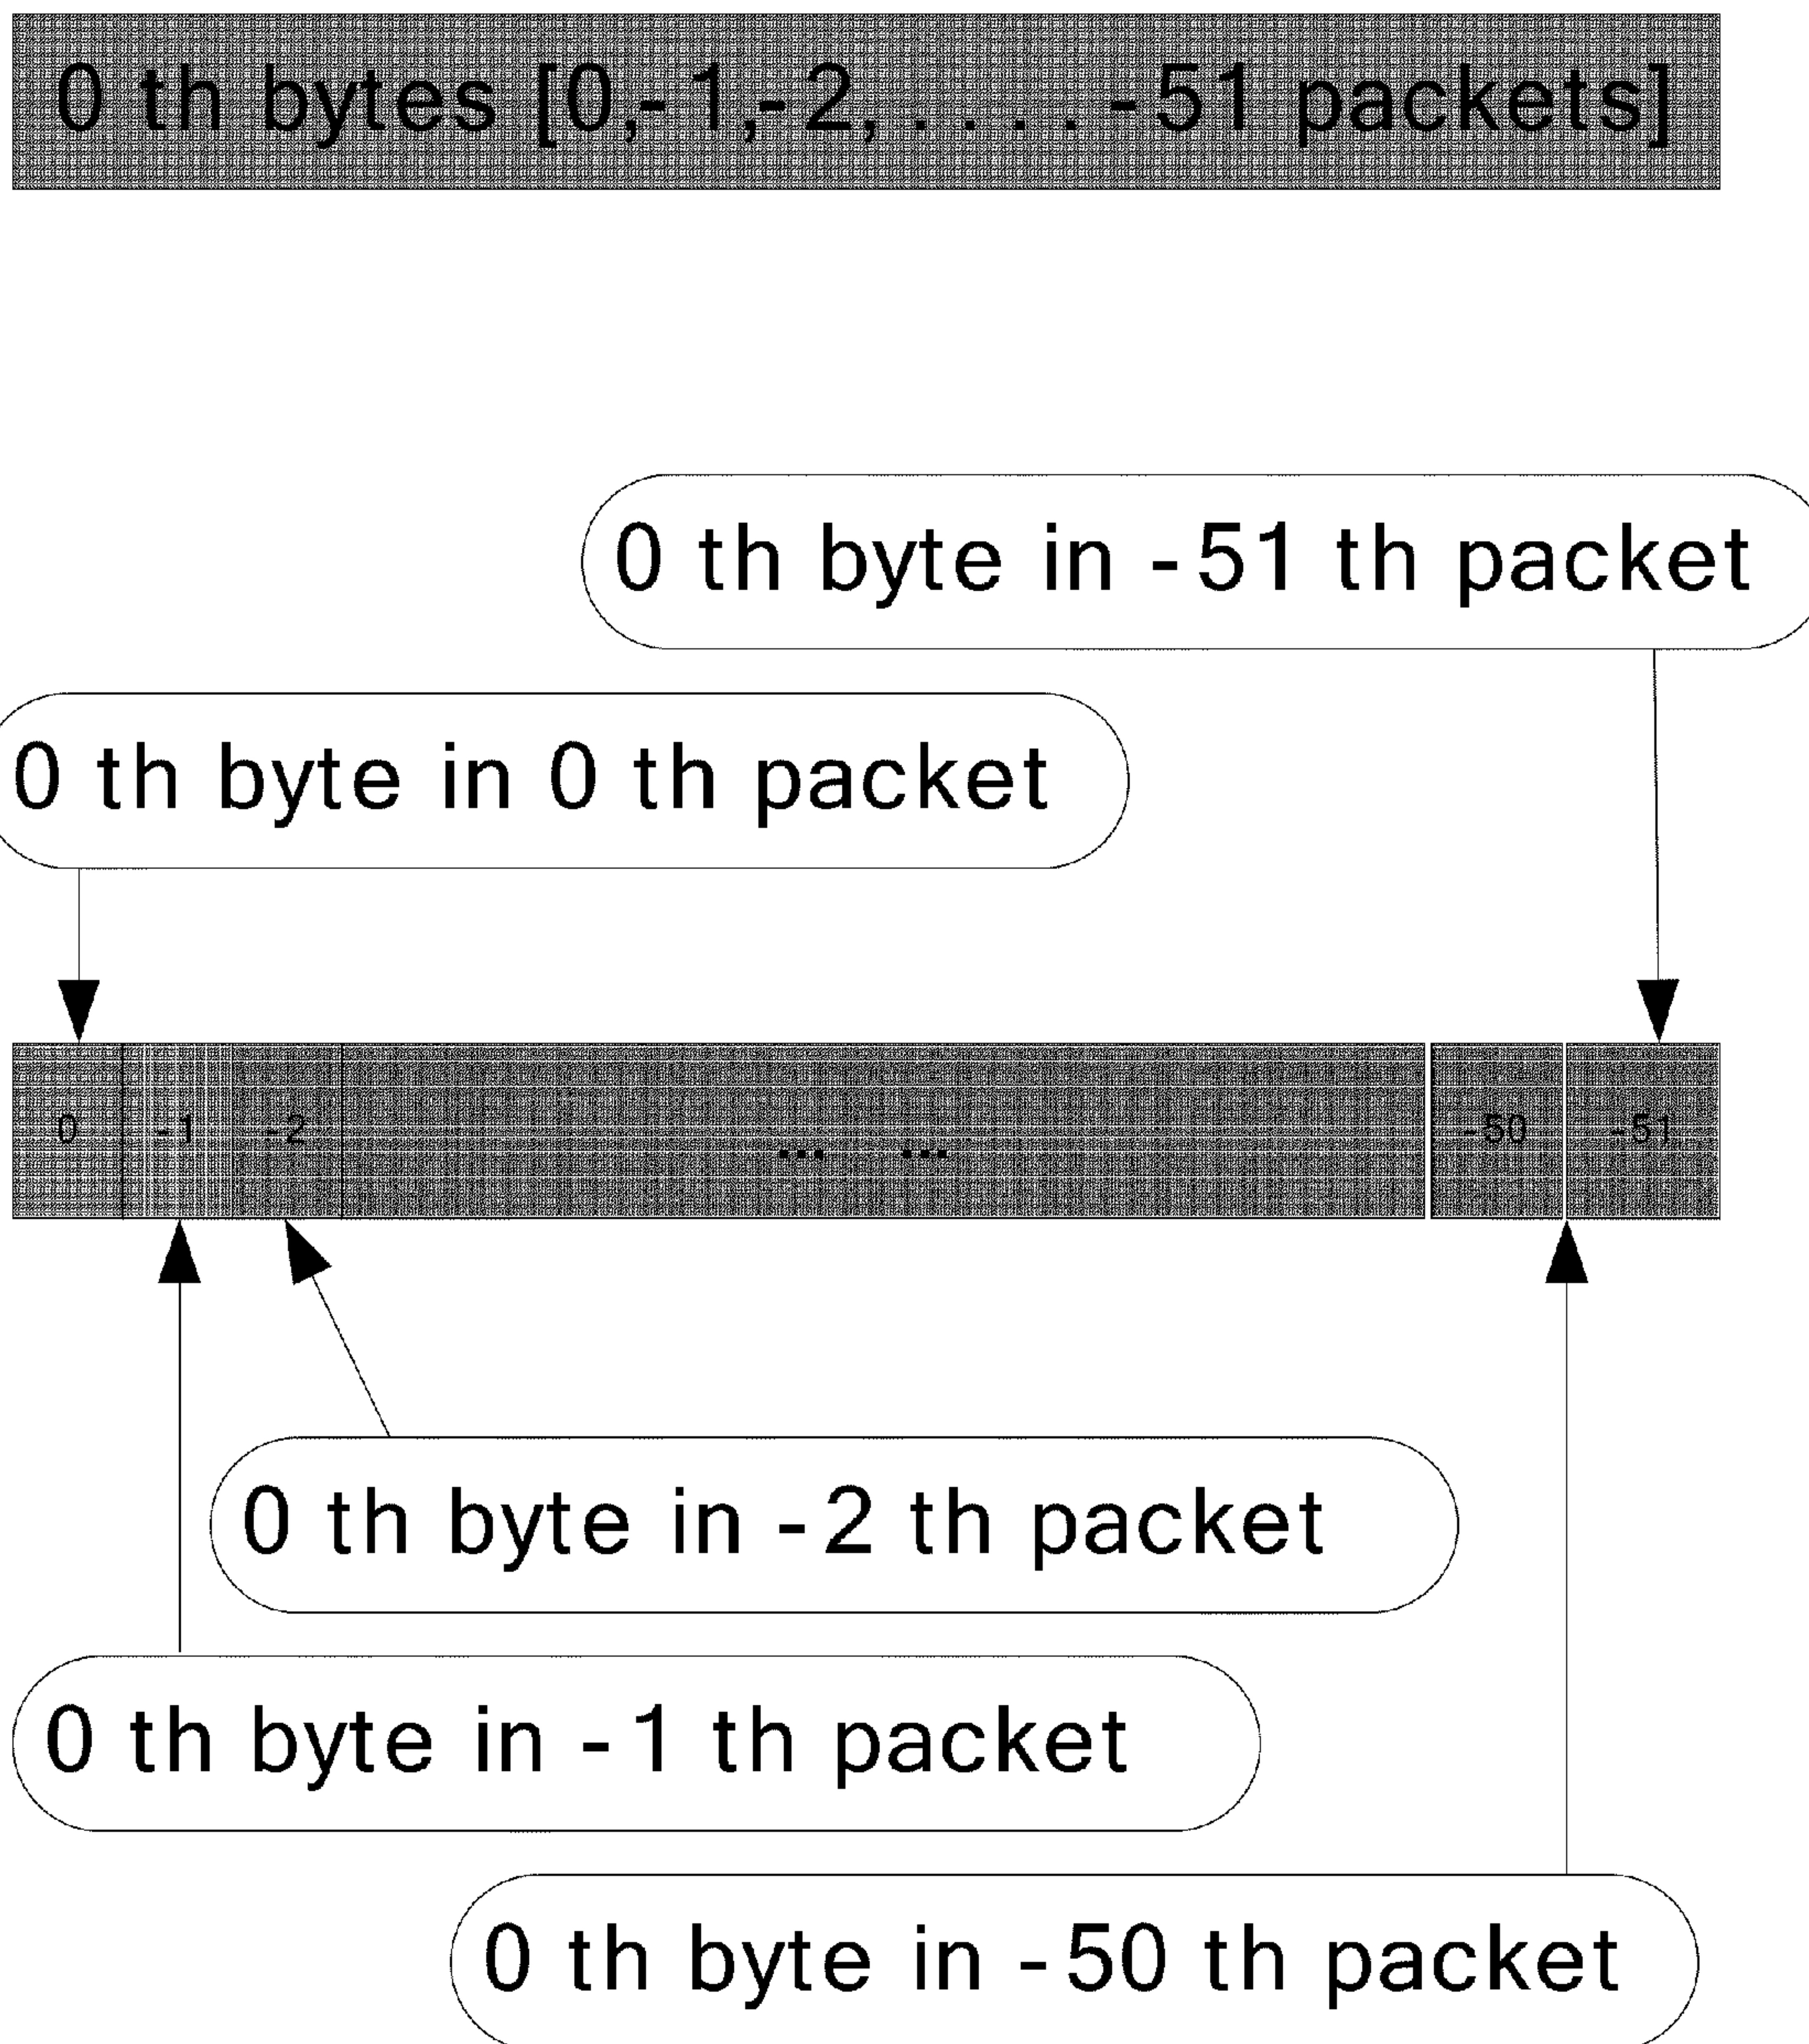 0 th bytes [0,-1,-2, . . . . -51 packets]
0 th byte in -51 th packet
0 th byte in 0 th packet
0 -1 -2 ... ... -50 -51
0 th byte in -2 th packet
0 th byte in -1 th packet
0 th byte in -50 th packet